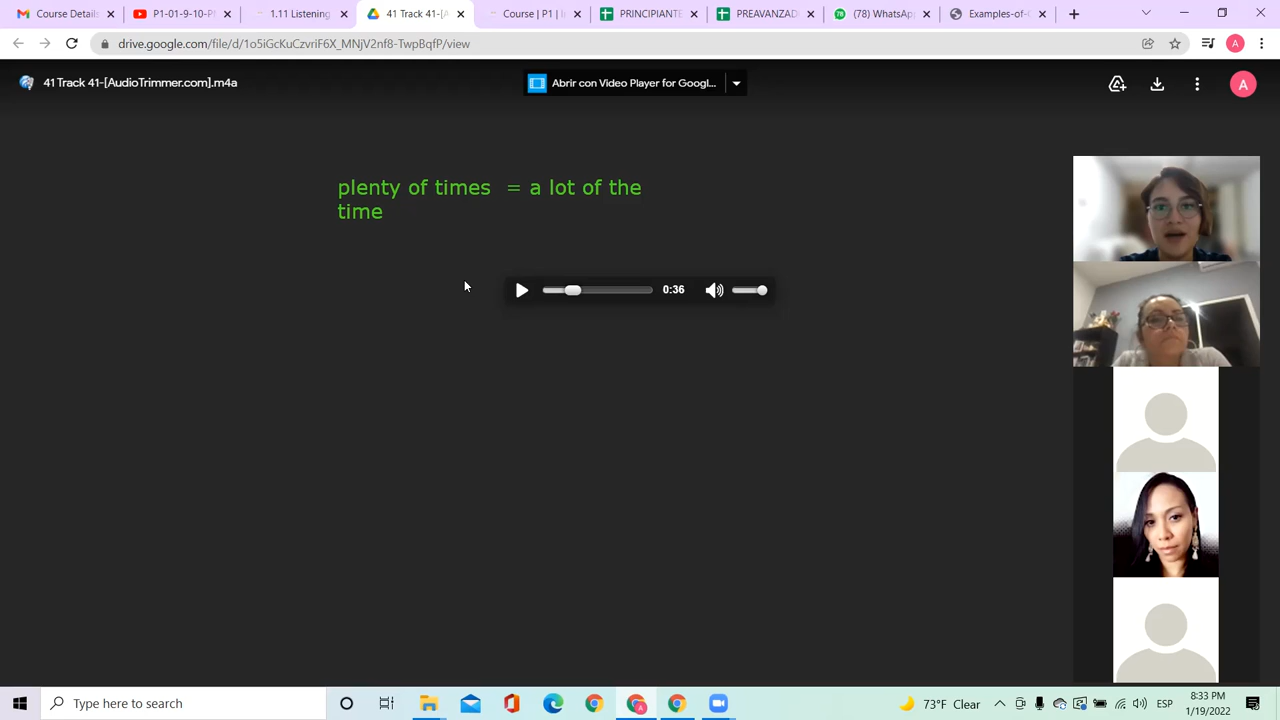 Course Details
P1-01-9-10-P
1.11 Listening
41 Track 41-[A
Course | P1 | In
PRINCIPIANTE
PREAVANZAD
(78) WhatsApp
Examples-of-C
drive.google.com/file/d/1o5iGcKuCzvriF6X_MNjV2nf8-TwpBqfP/view
A
41 Track 41-[AudioTrimmer.com].m4a
Abrir con Video Player for Googl...
A
plenty of times = a lot of the
time
0:36
Type here to search
73°F Clear
ESP
8:33 PM
1/19/2022